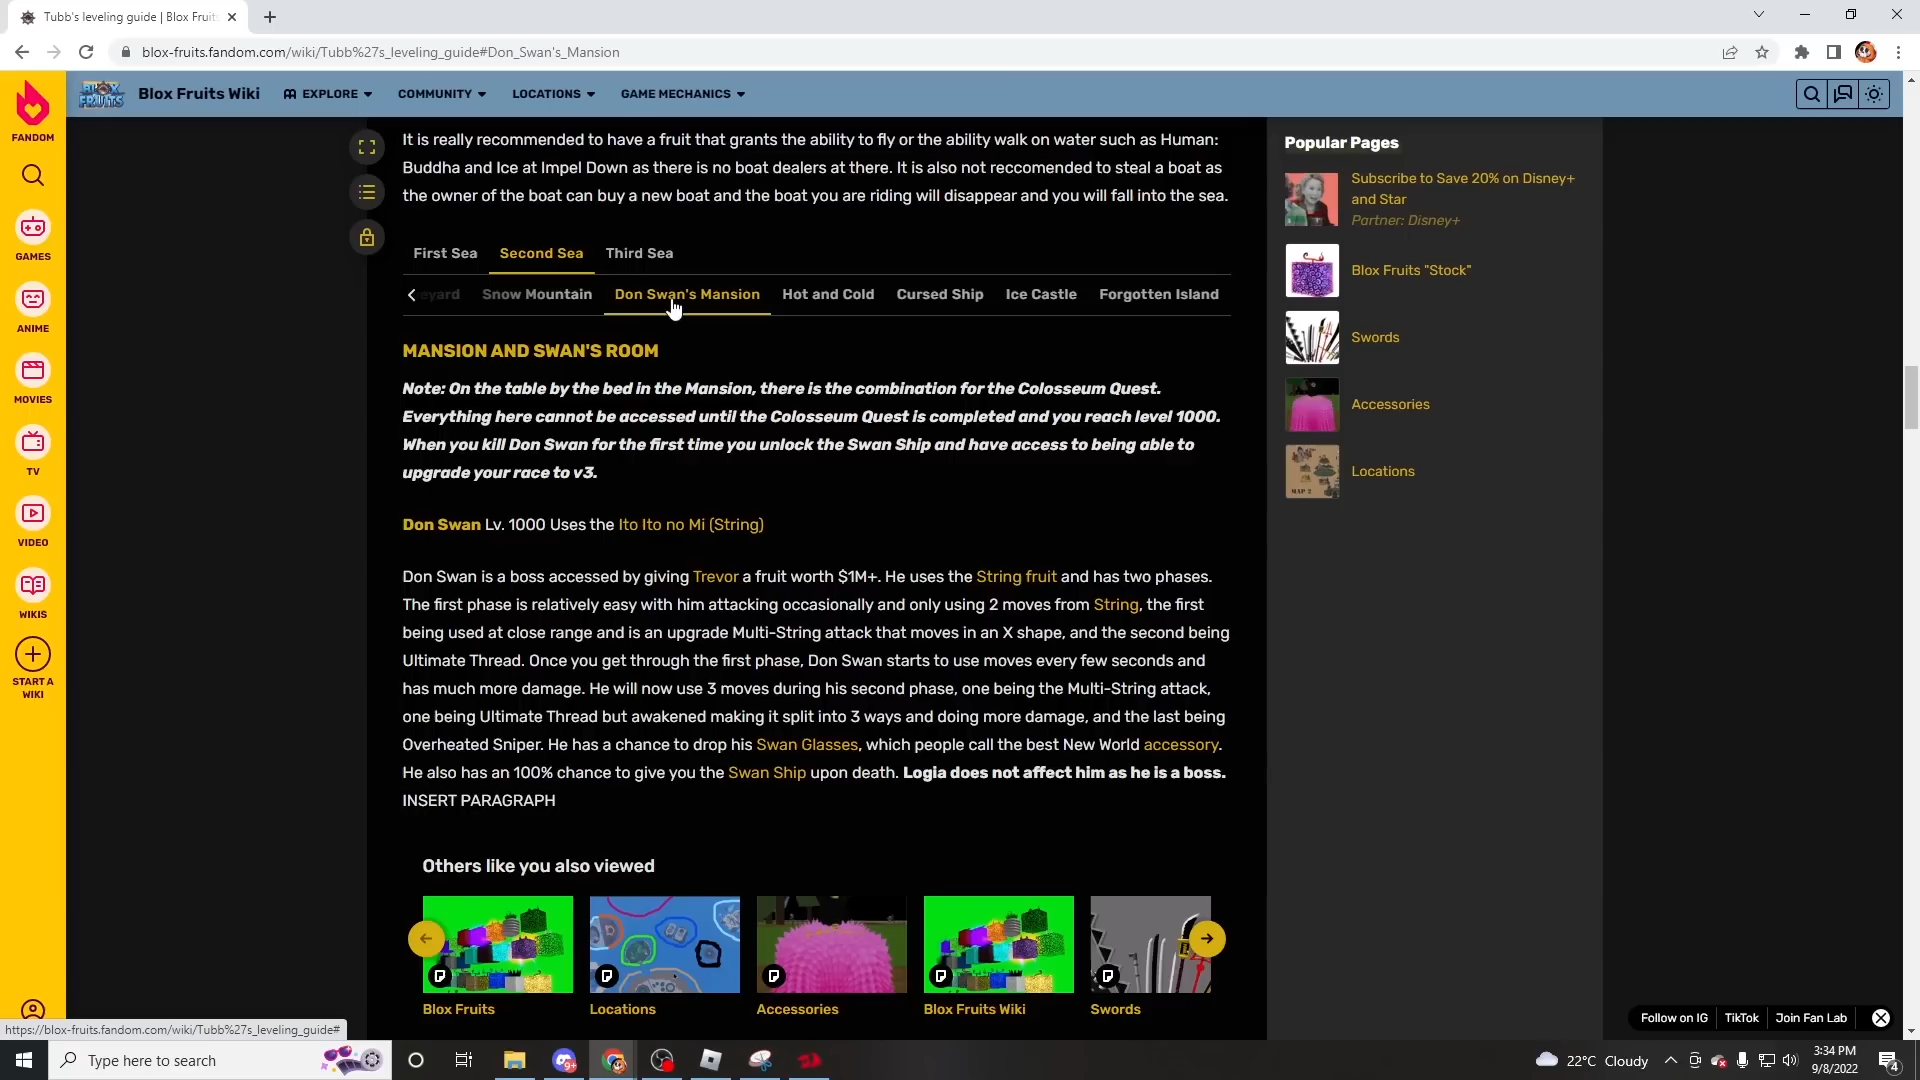 Tubb's leveling guide | Blox Fruit
blox-fruits.fandom.com/wiki/Tubb%27s_leveling_guide#Don_Swan's_Mansion
FANDOM
GAMES
ANIME
MOVIES
TV
VIDEO
WIKIS
START A
WIKI
BLOX
FRUITS
Blox Fruits Wiki
EXPLORE
COMMUNITY
LOCATIONS
GAME MECHANICS
It is really recommended to have a fruit that grants the ability to fly or the ability walk on water such as Human:
Buddha and Ice at Impel Down as there is no boat dealers at there. It is also not reccomended to steal a boat as
the owner of the boat can buy a new boat and the boat you are riding will disappear and you will fall into the sea.
First Sea Second Sea Third Sea
eyard Snow Mountain Don Swan's Mansion Hot and Cold Cursed Ship Ice Castle Forgotten Island
MANSION AND SWAN'S ROOM
Note: On the table by the bed in the Mansion, there is the combination for the Colosseum Quest.
Everything here cannot be accessed until the Colosseum Quest is completed and you reach level 1000.
When you kill Don Swan for the first time you unlock the Swan Ship and have access to being able to
upgrade your race to v3.
Don Swan Lv. 1000 Uses the Ito Ito no Mi (String)
Don Swan is a boss accessed by giving Trevor a fruit worth $1M+. He uses the String fruit and has two phases.
The first phase is relatively easy with him attacking occasionally and only using 2 moves from String, the first
being used at close range and is an upgrade Multi-String attack that moves in an X shape, and the second being
Ultimate Thread. Once you get through the first phase, Don Swan starts to use moves every few seconds and
has much more damage. He will now use 3 moves during his second phase, one being the Multi-String attack,
one being Ultimate Thread but awakened making it split into 3 ways and doing more damage, and the last being
Overheated Sniper. He has a chance to drop his Swan Glasses, which people call the best New World accessory.
He also has an 100% chance to give you the Swan Ship upon death. Logia does not affect him as he is a boss.
INSERT PARAGRAPH
Others like you also viewed
Blox Fruits
Locations
Accessories
Blox Fruits Wiki
Swords
Popular Pages
Subscribe to Save 20% on Disney+
and Star
Partner: Disney+
Blox Fruits "Stock"
Swords
Accessories
MAP 2
Locations
Follow on IG
TikTok
Join Fan Lab
https://blox-fruits.fandom.com/wiki/Tubb%27s_leveling_guide#
Type here to search
9+
22°C Cloudy
3:34 PM
9/8/2022
4